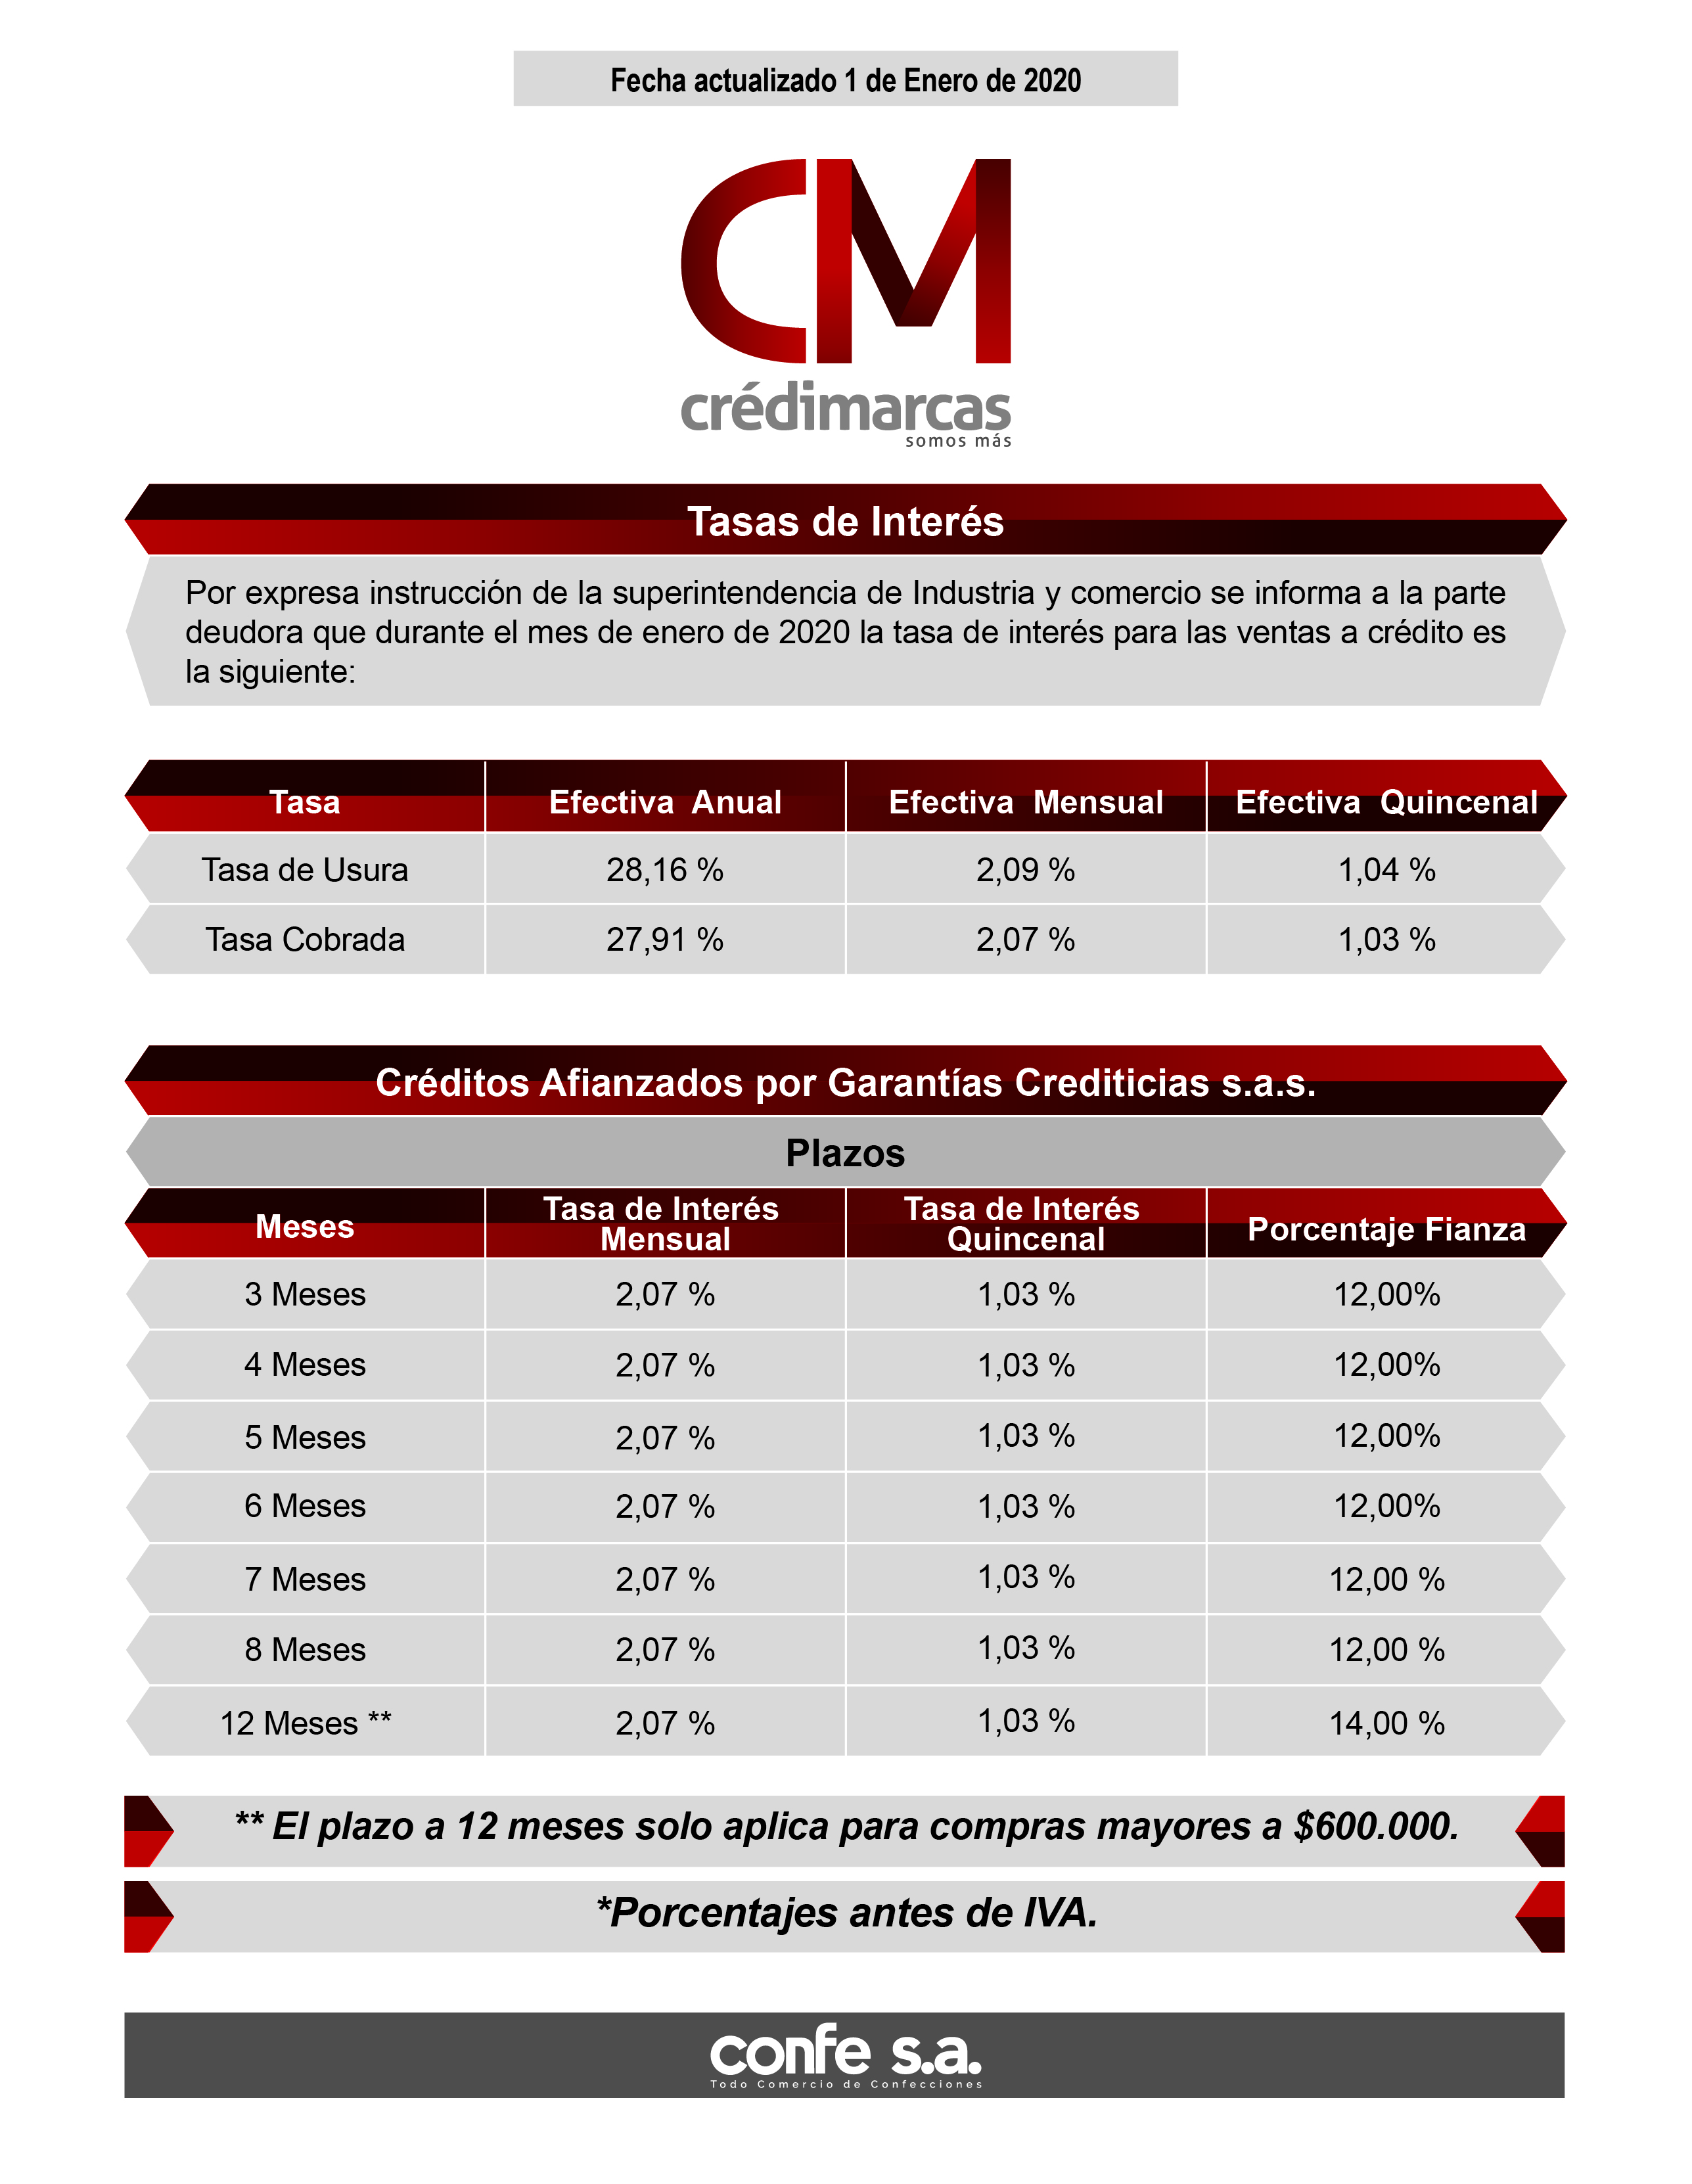 Fecha actualizado 1 de Enero de 2020
CM
crédimarcas
somos más
Tasas de Interés
Por expresa instrucción de la superintendencia de Industria y comercio se informa a la parte
deudora que durante el mes de enero de 2020 la tasa de interés para las ventas a crédito es
la siguiente:
Tasa Efectiva Anual Efectiva Mensual Efectiva Quincenal
Tasa de Usura 28,16 % 2,09 % 1,04 %
Tasa Cobrada 27,91 % 2,07 % 1,03 %
Créditos Afianzados por Garantías Crediticias s.a.s.
Plazos
Meses Tasa de Interés Mensual Tasa de Interés Quincenal Porcentaje Fianza
3 Meses 2,07 % 1,03 % 12,00%
4 Meses 2,07 % 1,03 % 12,00%
5 Meses 2,07 % 1,03 % 12,00%
6 Meses 2,07 % 1,03 % 12,00%
7 Meses 2,07 % 1,03 % 12,00 %
8 Meses 2,07 % 1,03 % 12,00 %
12 Meses ** 2,07 % 1,03 % 14,00 %
** El plazo a 12 meses solo aplica para compras mayores a $600.000.
*Porcentajes antes de IVA.
confe s.a.
Todo Comercio de Confecciones